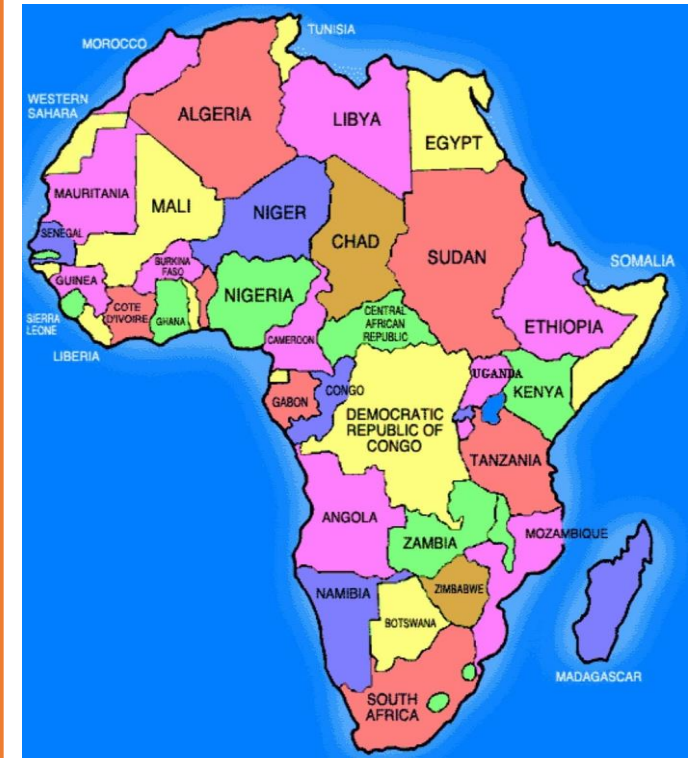 TUNISIA
MOROCCO
WESTERN
SAHARA
ALGERIA
LIBYA
EGYPT
MAURITANIA
MALI
NIGER
CHAD
SUDAN
SENEGAL
BURKINA
FASO
GUINEA
NIGERIA
SOMALIA
SIERRA
LEONE
COTE
D'IVOIRE
GHANA
CENTRAL
AFRICAN
REPUBLIC
ETHIOPIA
LIBERIA
CAMEROON
UGANDA
KENYA
GABON
CONGO
DEMOCRATIC
REPUBLIC OF
CONGO
TANZANIA
ANGOLA
ZAMBIA
MOZAMBIQUE
NAMIBIA
ZIMBABWE
BOTSWANA
MADAGASCAR
SOUTH
AFRICA